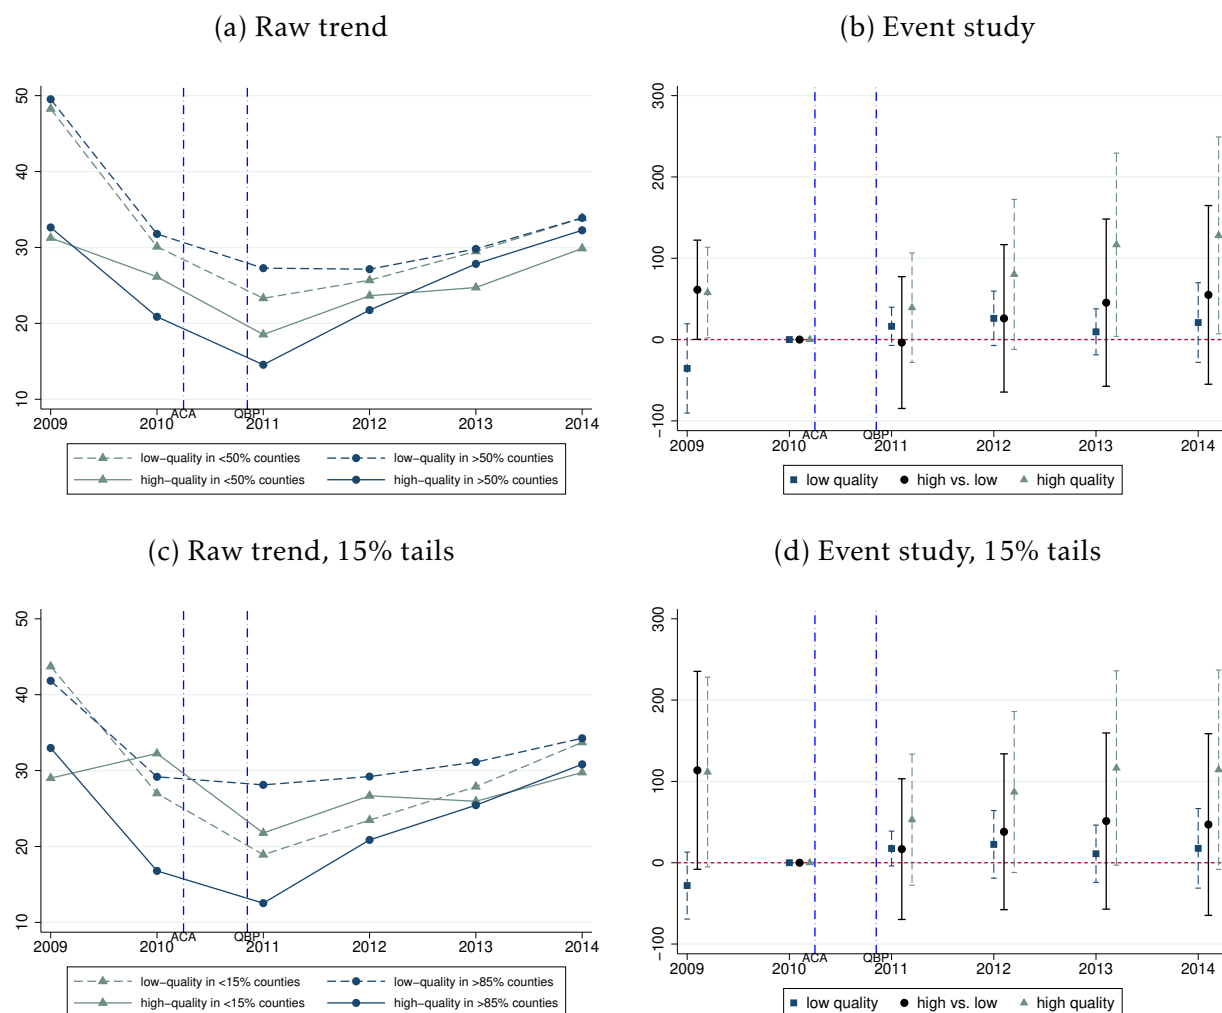 (a) Raw trend
50
40
30
20
10
2009 2010 ACA QBP 2011 2012 2013 2014
low−quality in <50% counties low−quality in >50% counties
high−quality in <50% counties high−quality in >50% counties
(b) Event study
300
200
100
0
−100
2009 2010 ACA QBP 2011 2012 2013 2014
low quality high vs. low high quality
(c) Raw trend, 15% tails
50
40
30
20
10
2009 2010 ACA QBP 2011 2012 2013 2014
low−quality in <15% counties low−quality in >85% counties
high−quality in <15% counties high−quality in >85% counties
(d) Event study, 15% tails
300
200
100
0
−100
2009 2010 ACA QBP 2011 2012 2013 2014
low quality high vs. low high quality